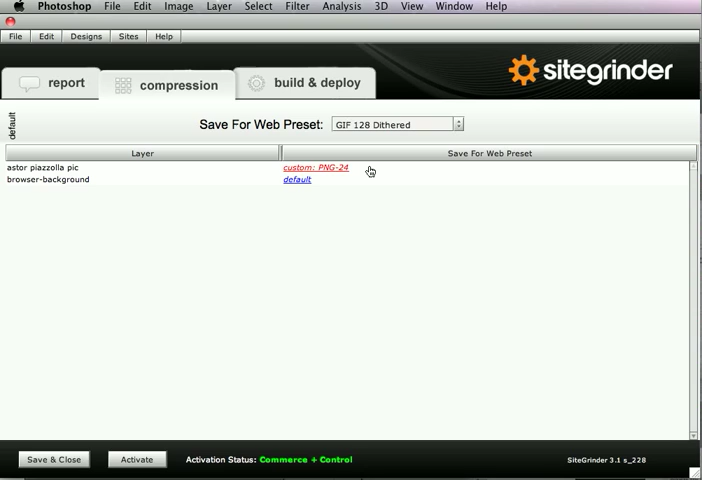 Photoshop File Edit Image Layer Select Filter Analysis 3D View Window Help
File Edit Designs Sites Help
report compression build & deploy sitegrinder
default Save For Web Preset: GIF 128 Dithered
Layer Save For Web Preset
astor piazzolla pic custom: PNG-24
browser-background default
Save & Close Activate Activation Status: Commerce + Control SiteGrinder 3.1 s_228